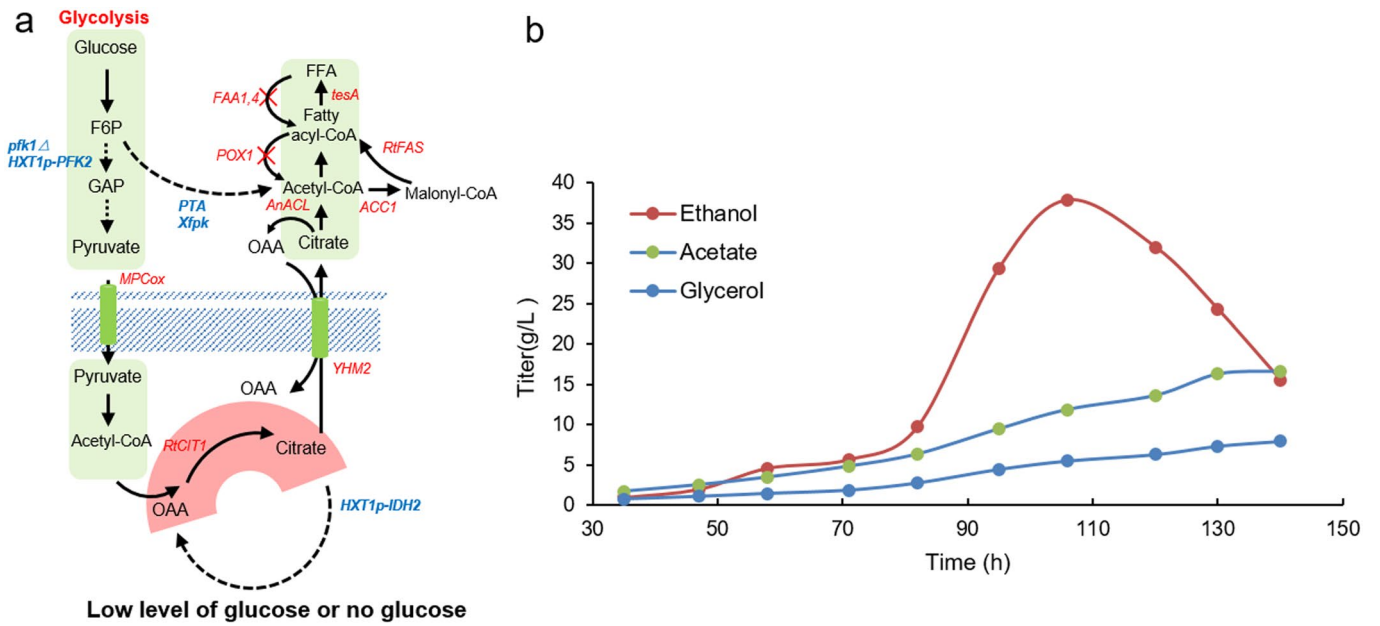 a
Glycolysis
Glucose
F6P
pfk1△
HXT1p-PFK2
GAP
Pyruvate
MPCox
Pyruvate
Acetyl-CoA
FFA
FAA1,4
tesA
Fatty
acyl-CoA
POX1
RtFAS
Acetyl-CoA
Malonyl-CoA
PTA
Xfpk
AnACL
ACC1
OAA
Citrate
YHM2
OAA
RtCIT1
Citrate
OAA
HXT1p-IDH2
Low level of glucose or no glucose
b
Titer(g/L )
40
35
30
25
20
15
10
5
0
Ethanol
Acetate
Glycerol
30 50 70 90 110 130 150
Time (h)